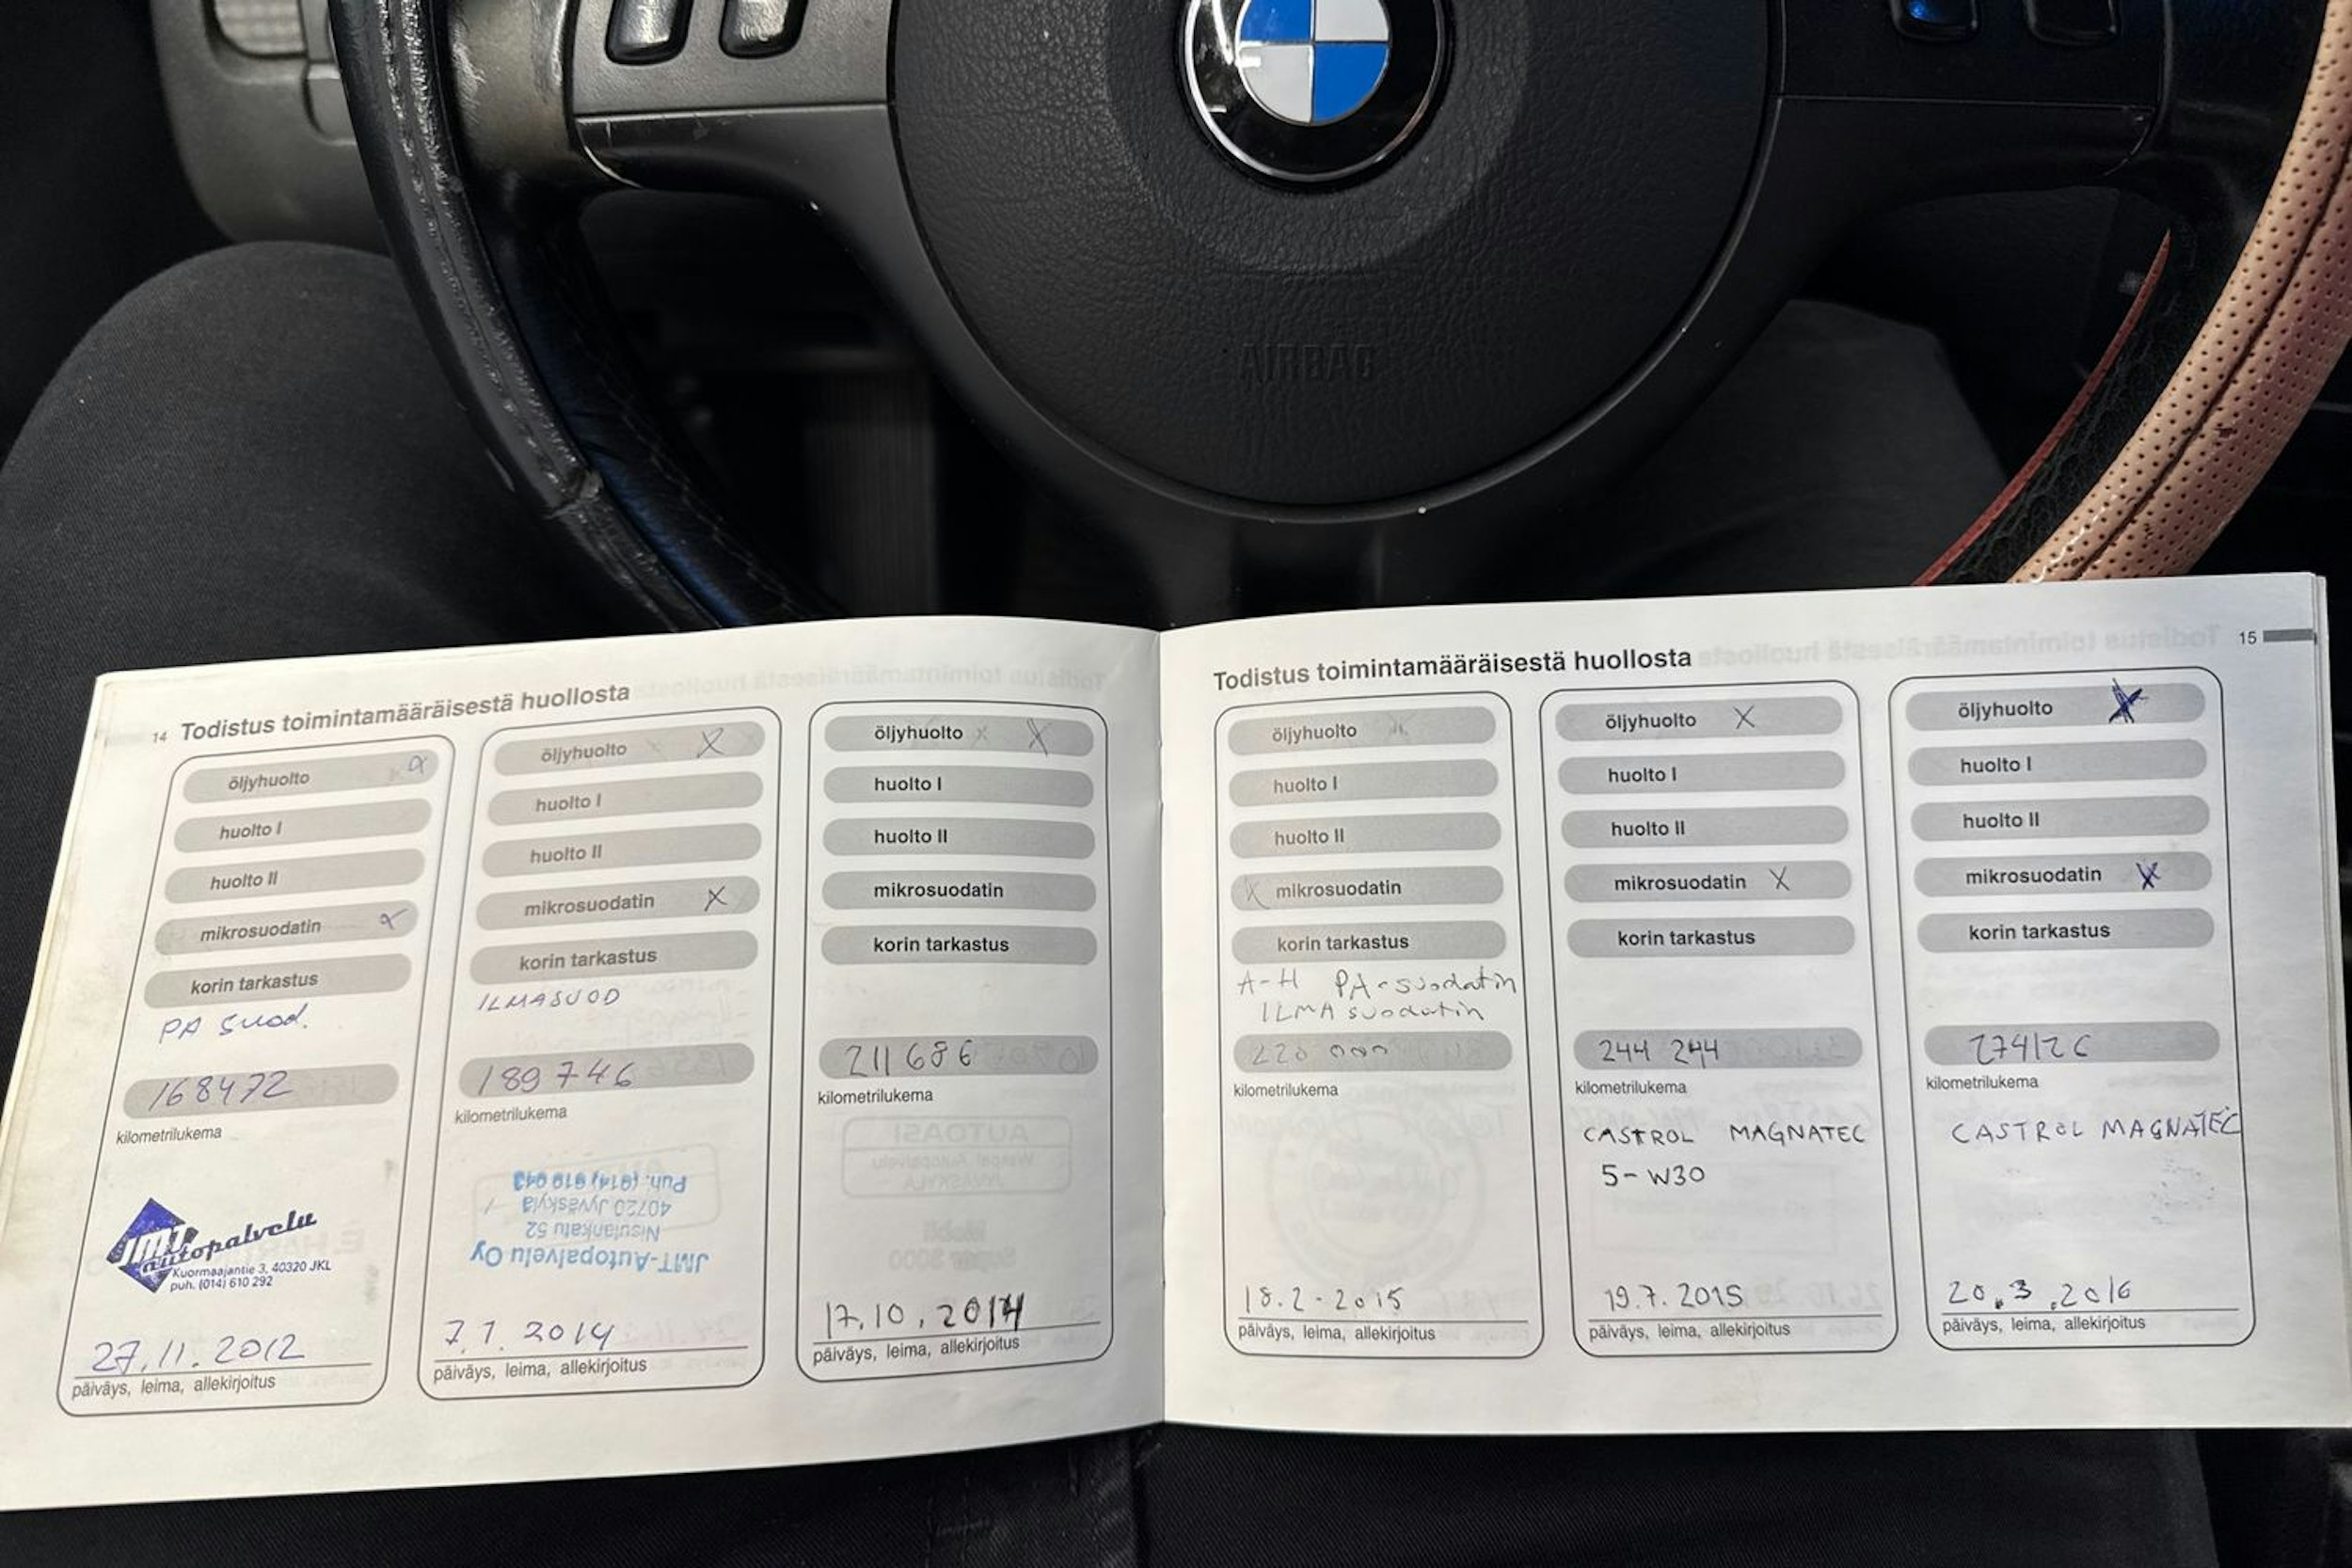 AIRBAG
14 Todistus toimintamääräisestä huollosta
öljyhuolto
huolto I
huolto II
mikrosuodatin
korin tarkastus
PA suod.
168472
kilometrilukema
JMT autopalvelu
Kuormaajantie 3, 40320 JKL
puh. (014) 610 292
27.11.2012
päiväys, leima, allekirjoitus
öljyhuolto X
huolto I
huolto II
mikrosuodatin X
korin tarkastus
ILMASUOD
189746
kilometrilukema
JMT-Autopalvelu Oy
Nisulankatu 52
40720 Jyväskylä
Puh. (014)
7.1.2014
päiväys, leima, allekirjoitus
öljyhuolto X
huolto I
huolto II
mikrosuodatin
korin tarkastus
211686
kilometrilukema
17.10.2014
päiväys, leima, allekirjoitus
Todistus toimintamääräisestä huollosta
15
öljyhuolto
huolto I
huolto II
X mikrosuodatin
korin tarkastus
A-H PA-suodatin
ILMA suodatin
220 000
kilometrilukema
18.2-2015
päiväys, leima, allekirjoitus
öljyhuolto X
huolto I
huolto II
mikrosuodatin X
korin tarkastus
244 244
kilometrilukema
CASTROL MAGNATEC
5-W30
19.7.2015
päiväys, leima, allekirjoitus
öljyhuolto X
huolto I
huolto II
mikrosuodatin X
korin tarkastus
274126
kilometrilukema
CASTROL MAGNATEC
20.3.2016
päiväys, leima, allekirjoitus